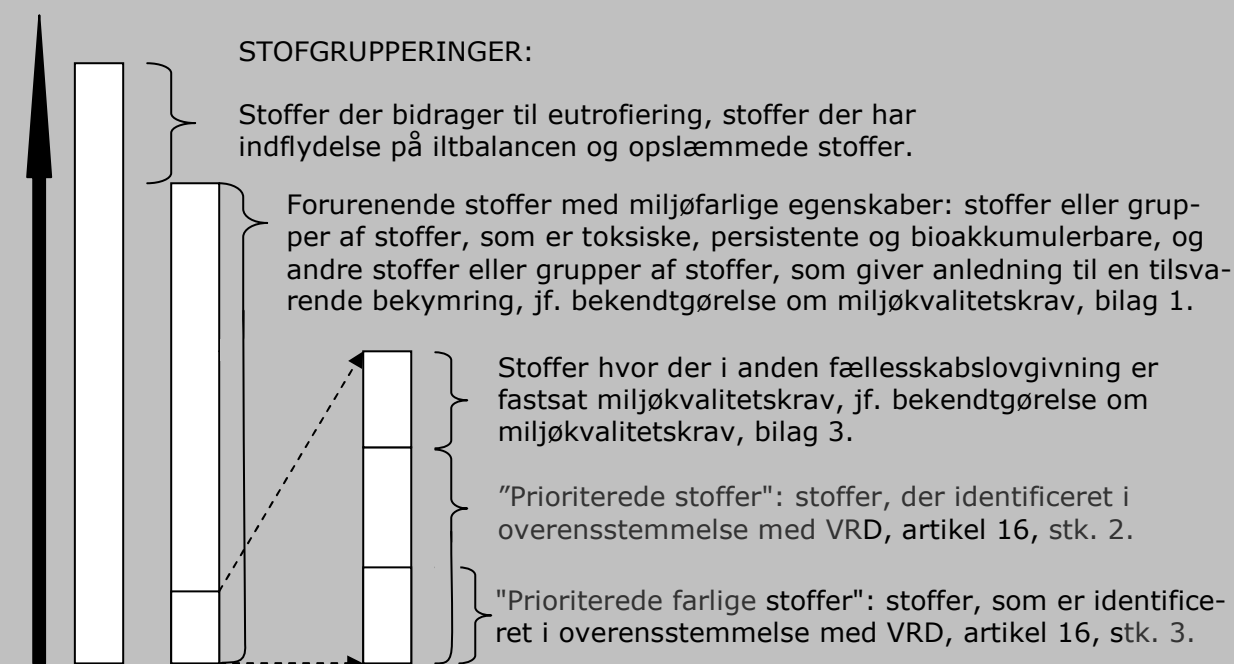 STOFGRUPPERINGER:
Stoffer der bidrager til eutrofiering, stoffer der har
indflydelse på iltbalancen og opslæmmede stoffer.
Forurenende stoffer med miljøfarlige egenskaber: stoffer eller grup-
per af stoffer, som er toksiske, persistente og bioakkumulerbare, og
andre stoffer eller grupper af stoffer, som giver anledning til en tilsva-
rende bekymring, jf. bekendtgørelse om miljøkvalitetskrav, bilag 1.
Stoffer hvor der i anden fællesskabslovgivning er
fastsat miljøkvalitetskrav, jf. bekendtgørelse om
miljøkvalitetskrav, bilag 3.
”Prioriterede stoffer": stoffer, der identificeret i
overensstemmelse med VRD, artikel 16, stk. 2.
"Prioriterede farlige stoffer": stoffer, som er identifice-
ret i overensstemmelse med VRD, artikel 16, stk. 3.